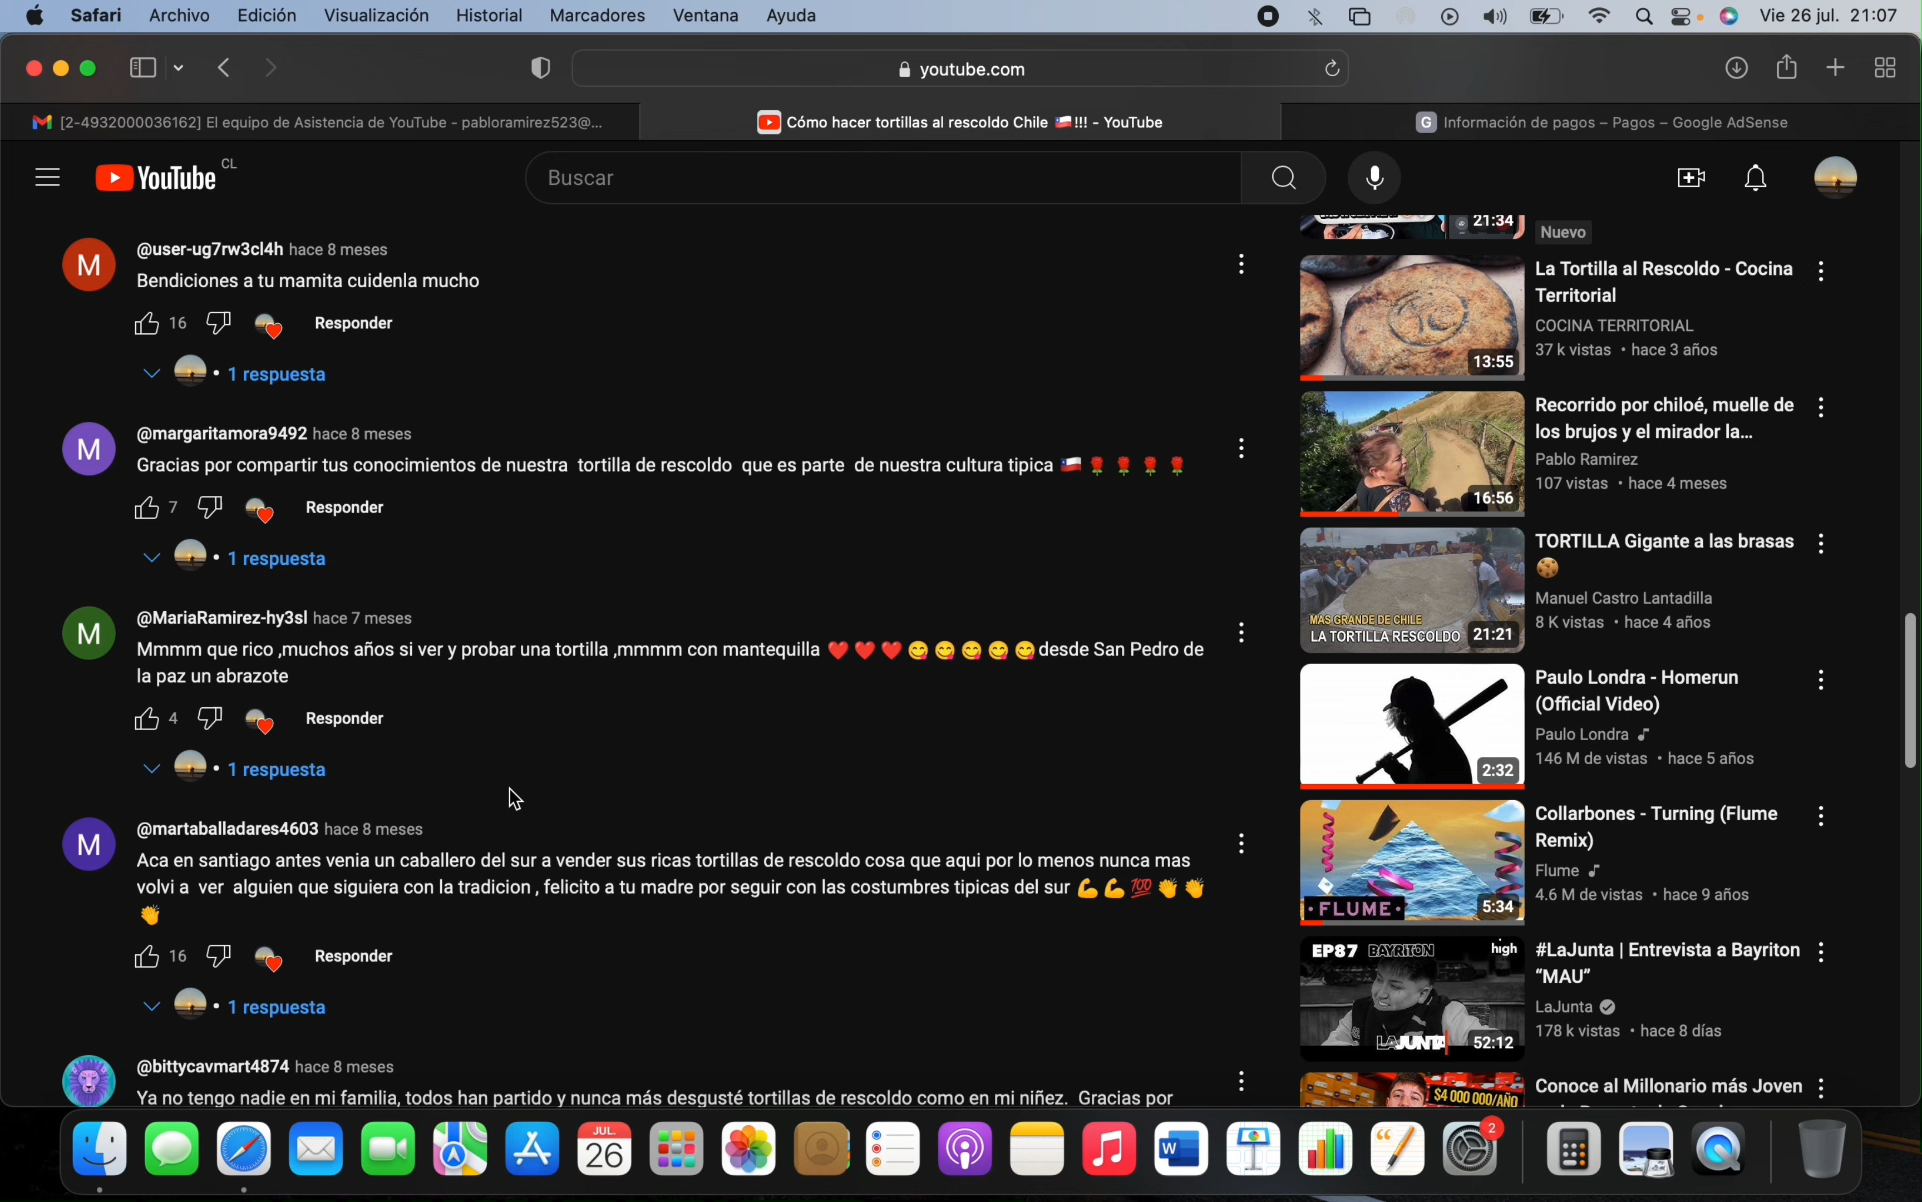 Safari Archivo Edición Visualización Historial Marcadores Ventana Ayuda Vie 26 jul. 21:07
youtube.com
[2-4932000036162] El equipo de Asistencia de YouTube - pabloramirez523@...
Cómo hacer tortillas al rescoldo Chile 🇨🇱!!! - YouTube
G Información de pagos – Pagos – Google AdSense
YouTube CL
Buscar
M @user-ug7rw3cl4h hace 8 meses
Bendiciones a tu mamita cuidenla mucho
16 Responder
• 1 respuesta
M @margaritamora9492 hace 8 meses
Gracias por compartir tus conocimientos de nuestra tortilla de rescoldo que es parte de nuestra cultura tipica 🇨🇱🌹🌹🌹🌹
7 Responder
• 1 respuesta
M @MariaRamirez-hy3sl hace 7 meses
Mmmm que rico ,muchos años si ver y probar una tortilla ,mmmm con mantequilla ❤️❤️❤️😋😋😋😋😋desde San Pedro de
la paz un abrazote
4 Responder
• 1 respuesta
M @martaballadares4603 hace 8 meses
Aca en santiago antes venia un caballero del sur a vender sus ricas tortillas de rescoldo cosa que aqui por lo menos nunca mas
volvi a ver alguien que siguiera con la tradicion , felicito a tu madre por seguir con las costumbres tipicas del sur 💪💪💯👏👏
👏
16 Responder
• 1 respuesta
@bittycavmart4874 hace 8 meses
Ya no tengo nadie en mi familia, todos han partido y nunca más desgusté tortillas de rescoldo como en mi niñez. Gracias por
21:34
Nuevo
13:55
La Tortilla al Rescoldo - Cocina
Territorial
COCINA TERRITORIAL
37 k vistas • hace 3 años
16:56
Recorrido por chiloé, muelle de
los brujos y el mirador la...
Pablo Ramirez
107 vistas • hace 4 meses
MAS GRANDE DE CHILE
LA TORTILLA RESCOLDO 21:21
TORTILLA Gigante a las brasas
🍪
Manuel Castro Lantadilla
8 K vistas • hace 4 años
2:32
Paulo Londra - Homerun
(Official Video)
Paulo Londra
146 M de vistas • hace 5 años
• FLUME • 5:34
Collarbones - Turning (Flume
Remix)
Flume
4.6 M de vistas • hace 9 años
EP87 BAYRITON high
LAJUNTA 52:12
#LaJunta | Entrevista a Bayriton
“MAU”
LaJunta
178 k vistas • hace 8 días
$4 000 000/AÑO
Conoce al Millonario más Joven
JUL.
26
W
2